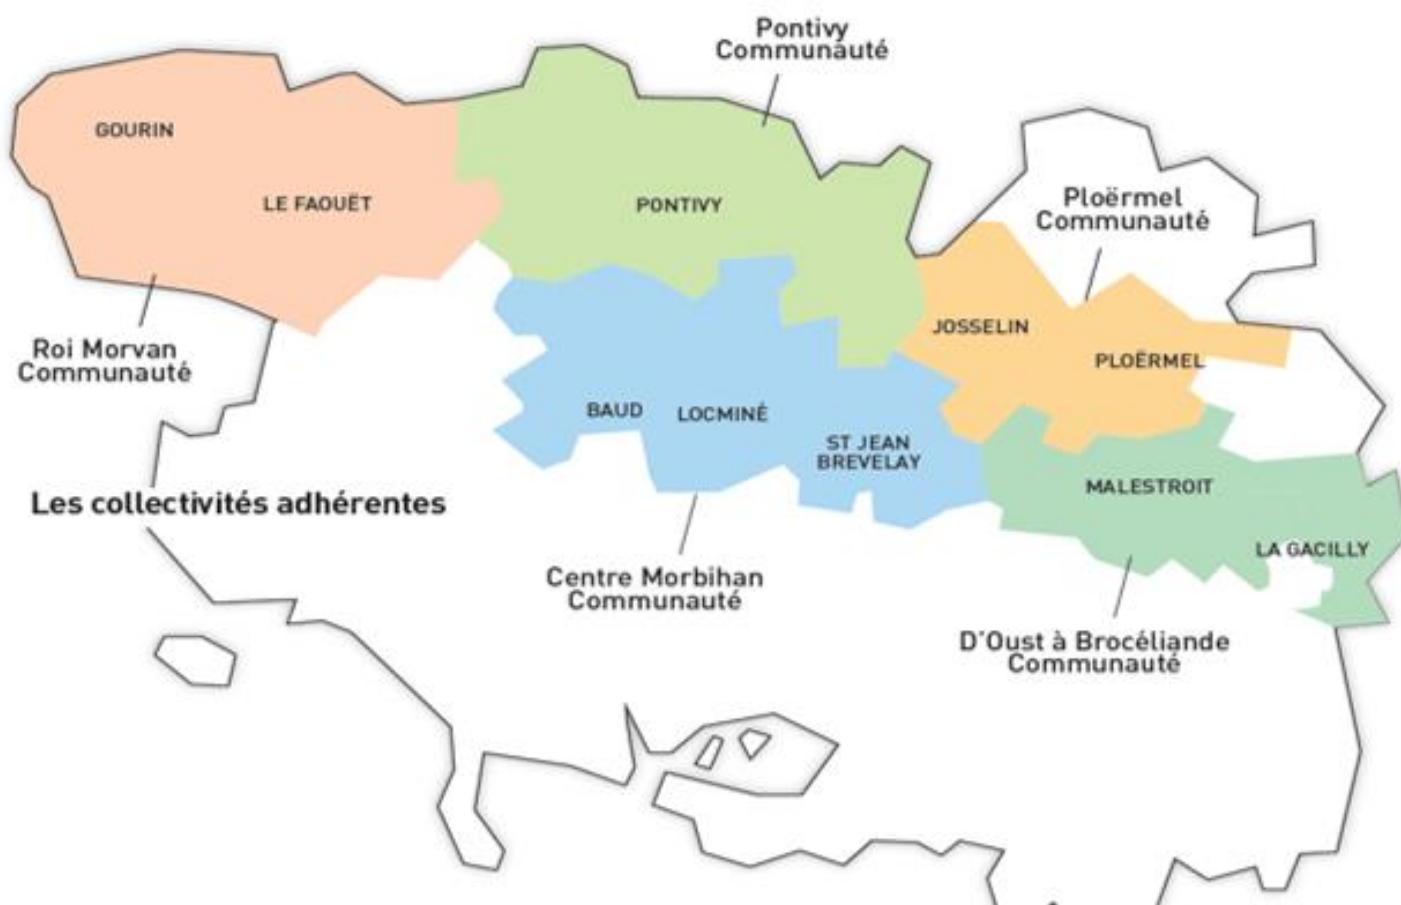 Pontivy
Communauté
GOURIN
LE FAOUËT
PONTIVY
Ploërmel
Communauté
JOSSELIN
PLOËRMEL
Roi Morvan
Communauté
BAUD
LOCMINÉ
ST JEAN
BREVELAY
MALESTROIT
Les collectivités adhérentes
LA GACILLY
Centre Morbihan
Communauté
D'Oust à Brocéliande
Communauté